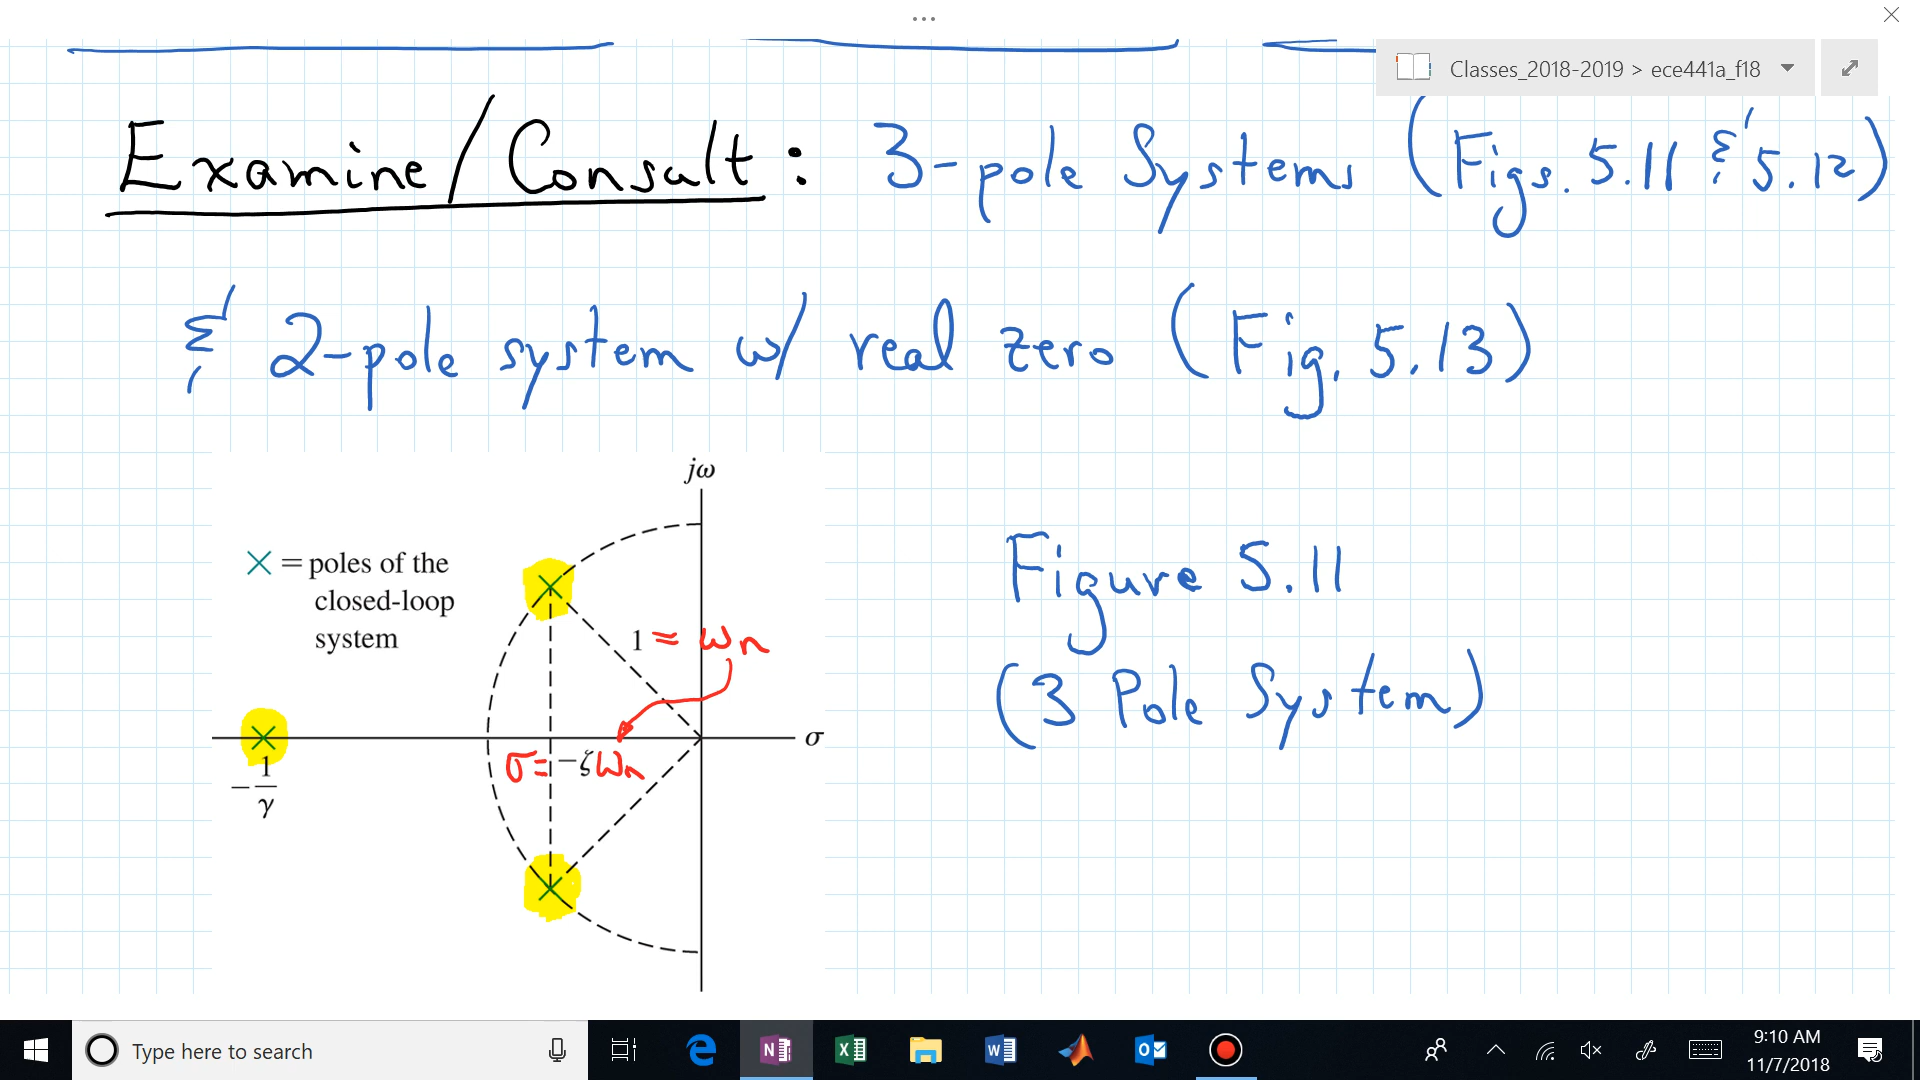 Classes_2018-2019 > ece441a_f18
Examine/Consalt: 3-pole Systems (Figs. 5.11 & 5.12)
& 2-pole system w/ real zero (Fig. 5.13)
jω
× = poles of the
closed-loop
system
1 = ωn
σ
σ = -ζωn
-1/γ
Figure 5.11
(3 Pole System)
Type here to search
9:10 AM
11/7/2018